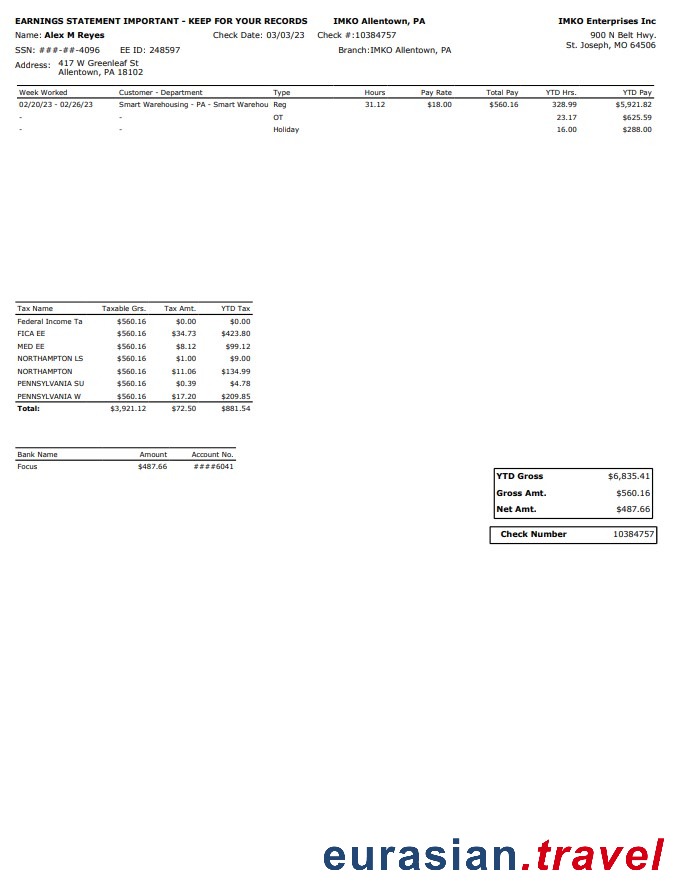 EARNINGS STATEMENT IMPORTANT - KEEP FOR YOUR RECORDS IMKO Allentown, PA IMKO Enterprises Inc
Name: Alex M Reyes Check Date: 03/03/23 Check #:10384757 900 N Belt Hwy.
SSN: ###-##-4096 EE ID: 248597 Branch:IMKO Allentown, PA St. Joseph, MO 64506
Address: 417 W Greenleaf St
Allentown, PA 18102
Week Worked Customer - Department Type Hours Pay Rate Total Pay YTD Hrs. YTD Pay
02/20/23 - 02/26/23 Smart Warehousing - PA - Smart Warehou Reg 31.12 $18.00 $560.16 328.99 $5,921.82
- - OT 23.17 $625.59
- - Holiday 16.00 $288.00
Tax Name Taxable Grs. Tax Amt. YTD Tax
Federal Income Ta $560.16 $0.00 $0.00
FICA EE $560.16 $34.73 $423.80
MED EE $560.16 $8.12 $99.12
NORTHAMPTON LS $560.16 $1.00 $9.00
NORTHAMPTON $560.16 $11.06 $134.99
PENNSYLVANIA SU $560.16 $0.39 $4.78
PENNSYLVANIA W $560.16 $17.20 $209.85
Total: $3,921.12 $72.50 $881.54
Bank Name Amount Account No.
Focus $487.66 ####6041
YTD Gross $6,835.41
Gross Amt. $560.16
Net Amt. $487.66
Check Number 10384757
eurasian.travel